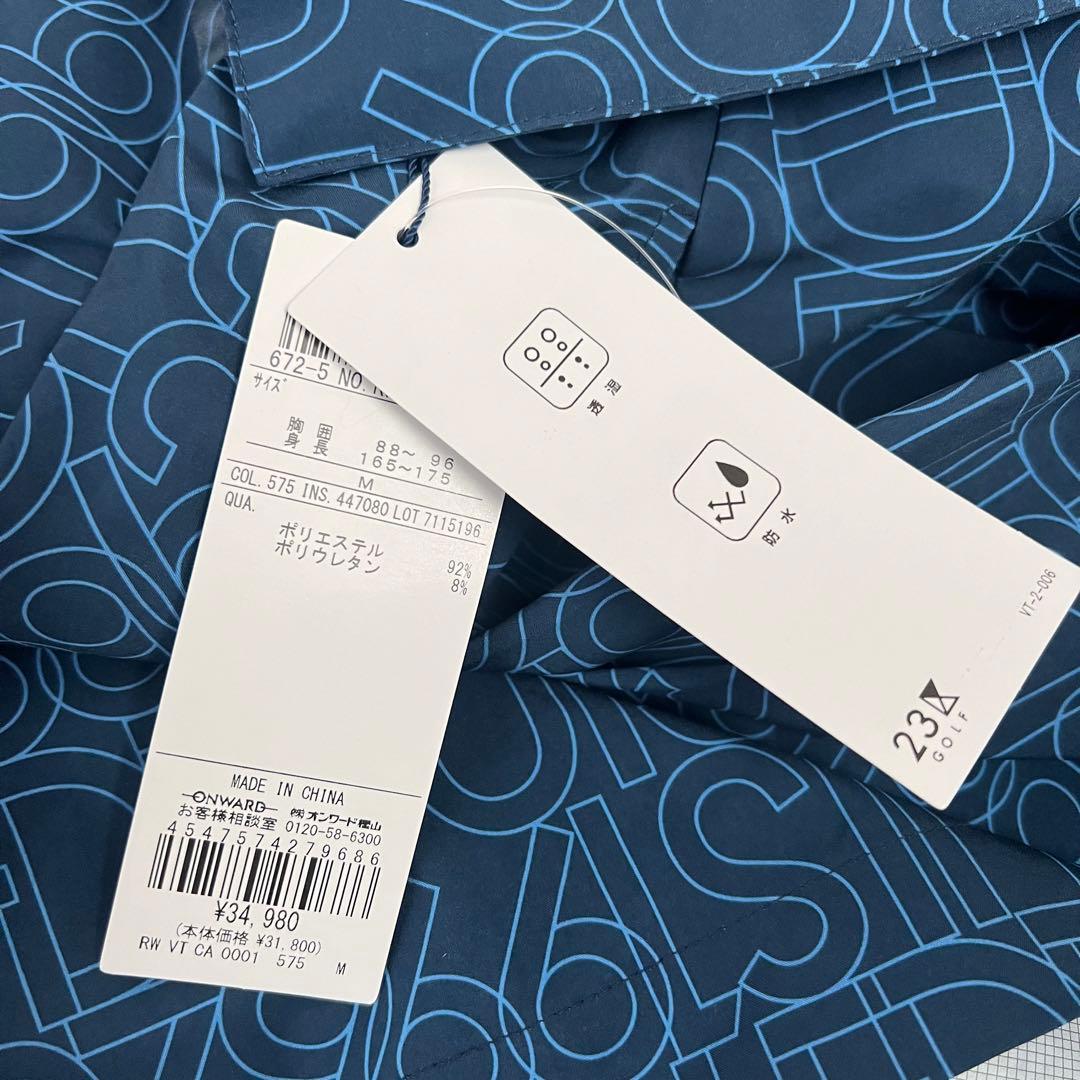 672-5 NO.
サイズ
胸囲 88～ 96
身長 165～175
M
COL. 575 INS. 447080 LOT 7115196
QUA.
ポリエステル 92%
ポリウレタン 8%
MADE IN CHINA
ONWARD ㈱オンワード樫山
お客様相談室 0120-58-6300
4547574279686
¥34,980
(本体価格 ¥31,800)
RW VT CA 0001 575 M
透湿
防水
VT-2-006
23
GOLF